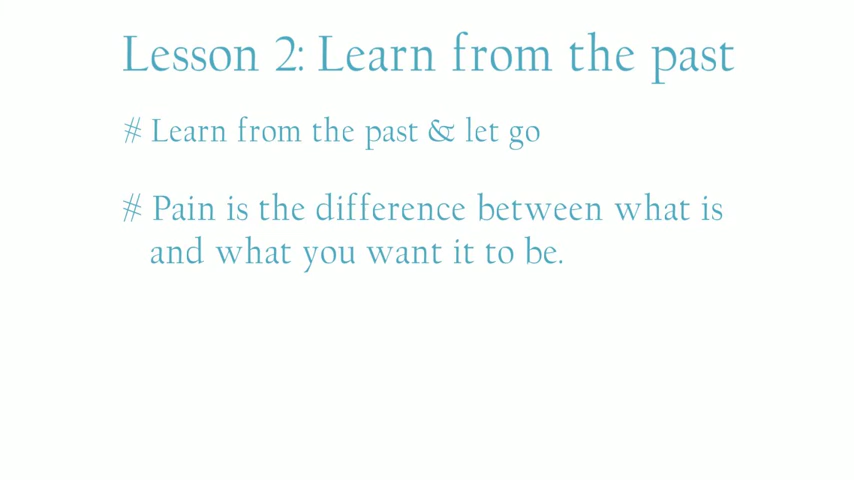 Lesson 2: Learn from the past
# Learn from the past & let go
# Pain is the difference between what is
and what you want it to be.